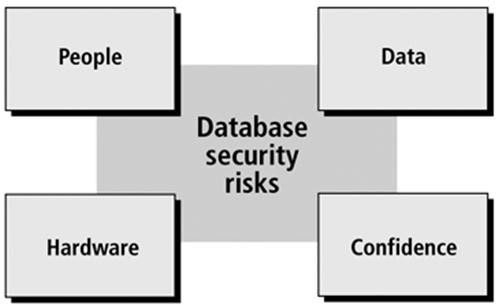 People
Data
Database
security
risks
Hardware
Confidence